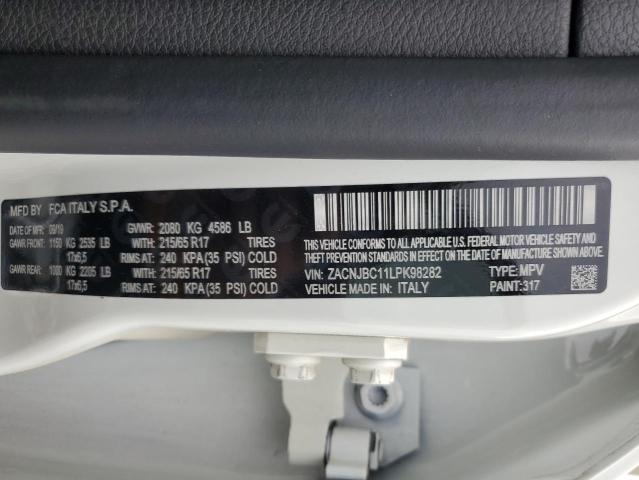 MFD BY FCA ITALY S.P.A.
DATE OF MFR: 09/19 GVWR: 2080 KG 4586 LB
GAWR FRONT: 1150 KG 2535 LB WITH: 215/65 R17 TIRES
17x6,5 RIMS AT: 240 KPA(35 PSI) COLD
GAWR REAR: 1000 KG 2205 LB WITH: 215/65 R17 TIRES
17x6,5 RIMS AT: 240 KPA(35 PSI) COLD
THIS VEHICLE CONFORMS TO ALL APPLICABLE
U.S. FEDERAL MOTOR VEHICLE SAFETY, BUMPER, AND
THEFT PREVENTION STANDARDS IN
EFFECT ON THE DATE OF MANUFACTURE SHOWN ABOVE
VIN: ZACNJBC11LPK98282 TYPE: MPV
VEHICLE MADE IN: ITALY PAINT:317